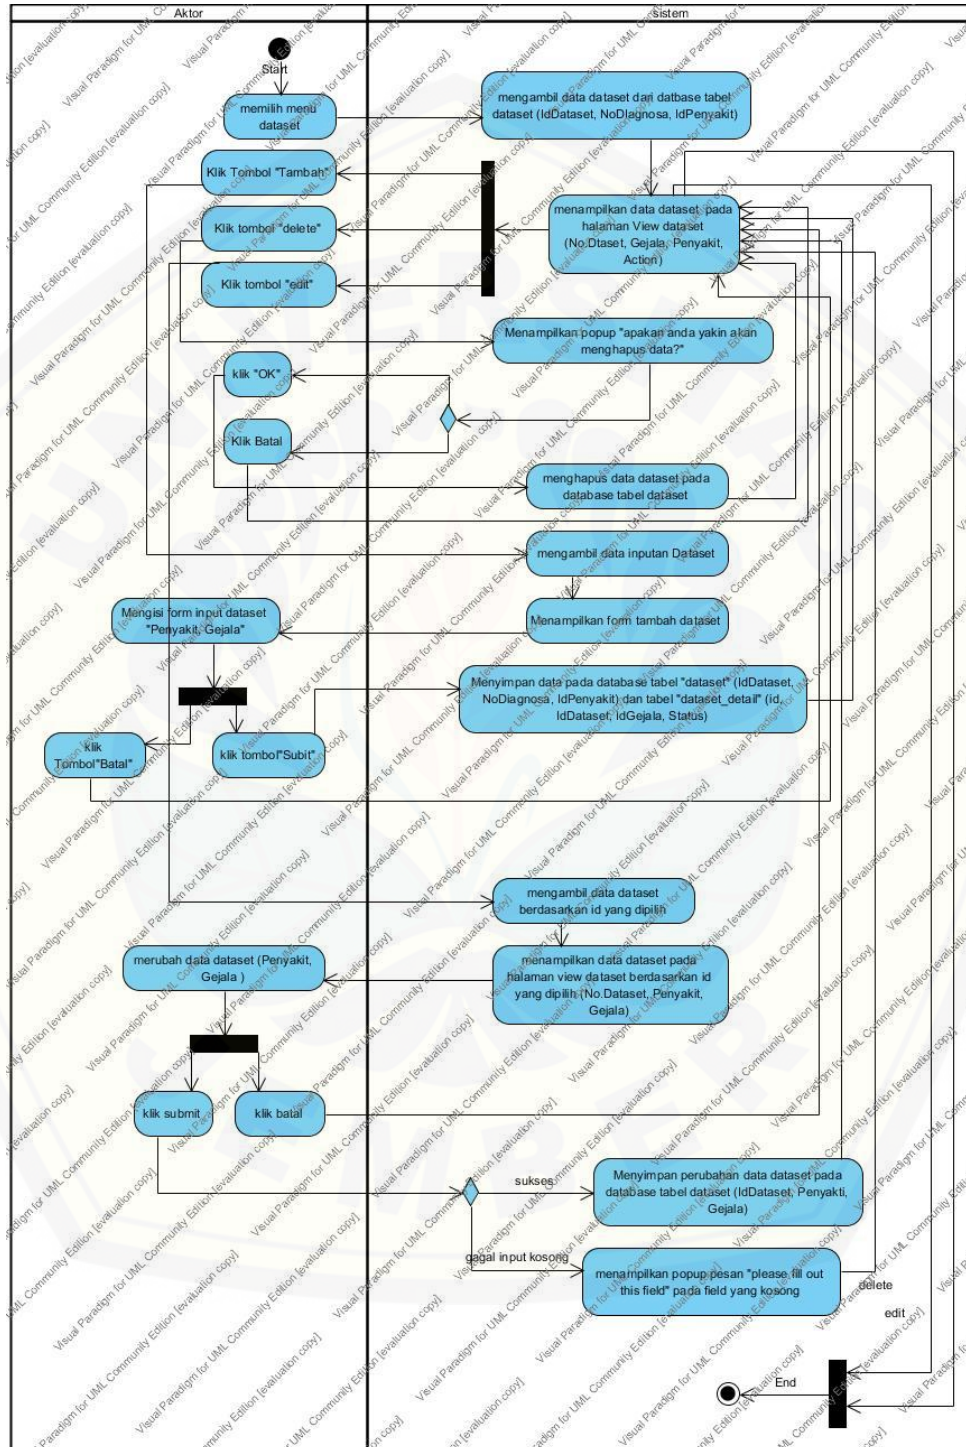 Aktor
sistem
Start
memilih menu
dataset
mengambil data dataset dari datbase tabel
dataset (IdDataset, NoDIagnosa, IdPenyakit)
Klik Tombol "Tambah"
menampilkan data dataset pada
halaman View dataset
(No.Dtaset, Gejala, Penyakit,
Action)
Klik tombol "delete"
Klik tombol "edit"
Menampilkan popup "apakan anda yakin akan
menghapus data?"
klik "OK"
Klik Batal
menghapus data dataset pada
database tabel dataset
mengambil data inputan Dataset
Mengisi form input dataset
"Penyakit, Gejala"
Menampilkan form tambah dataset
Menyimpan data pada database tabel "dataset" (IdDataset,
NoDiagnosa, IdPenyakit) dan tabel "dataset_detail" (id,
IdDataset, IdGejala, Status)
klik
Tombol"Batal"
klik tombol"Subit"
mengambil data dataset
berdasarkan id yang dipilih
merubah data dataset (Penyakit,
Gejala )
menampilkan data dataset pada
halaman view dataset berdasarkan id
yang dipilih (No.Dataset, Penyakit,
Gejala)
klik submit
klik batal
sukses
Menyimpan perubahan data dataset pada
database tabel dataset (IdDataset, Penyakti,
Gejala)
gagal input kosong
menampilkan popup pesan "please fill out
this field" pada field yang kosong
delete
edit
End
Visual Paradigm for UML Community Edition [evaluation copy]